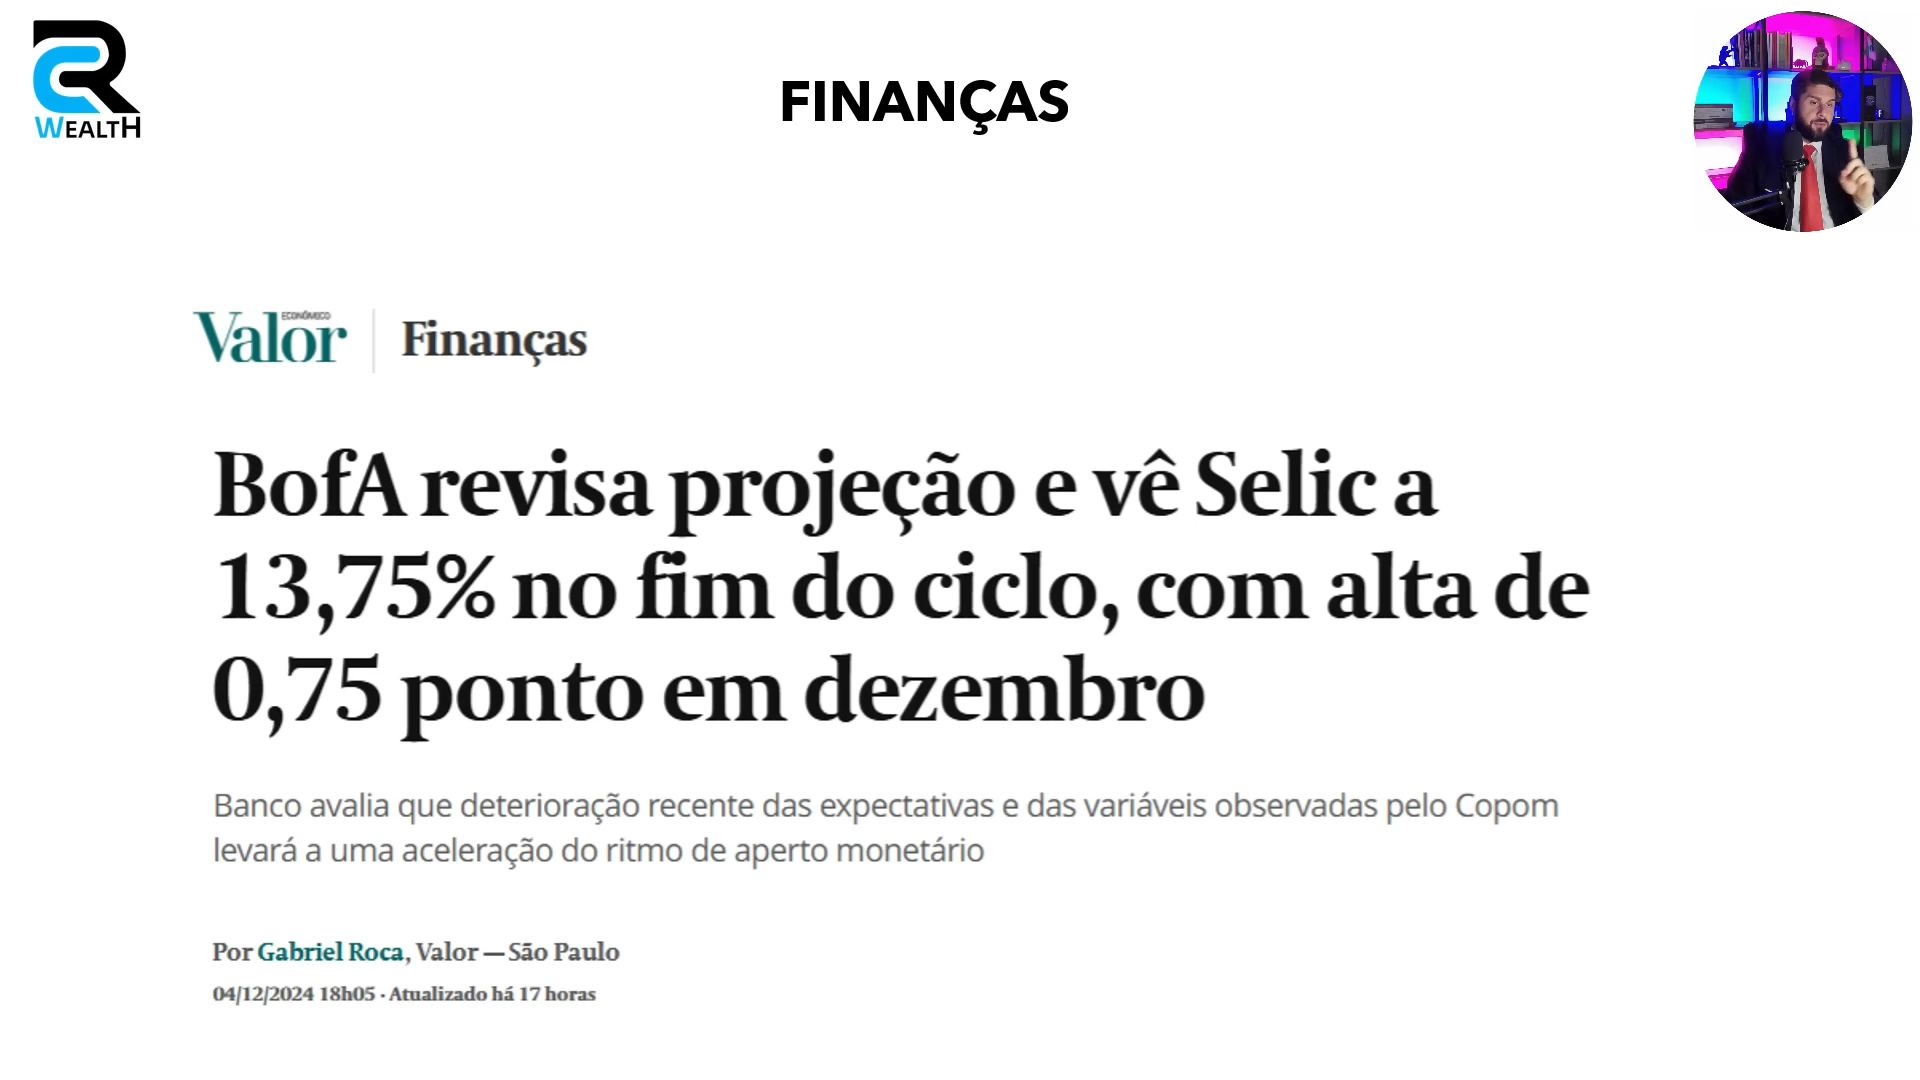 WEALTH
FINANÇAS
Valor ECONÔMICO
Finanças
BofA revisa projeção e vê Selic a
13,75% no fim do ciclo, com alta de
0,75 ponto em dezembro
Banco avalia que deterioração recente das expectativas e das variáveis observadas pelo Copom
levará a uma aceleração do ritmo de aperto monetário
Por Gabriel Roca, Valor — São Paulo
04/12/2024 18h05 · Atualizado há 17 horas